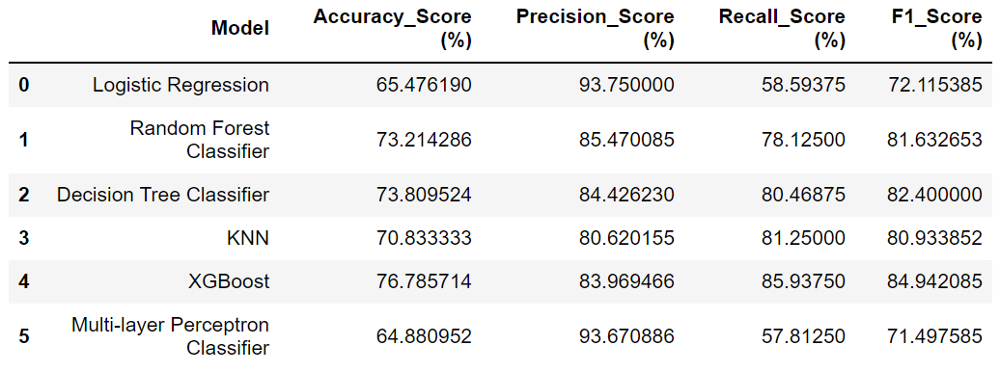 Model Accuracy_Score (%) Precision_Score (%) Recall_Score (%) F1_Score (%)
0 Logistic Regression 65.476190 93.750000 58.59375 72.115385
1 Random Forest Classifier 73.214286 85.470085 78.12500 81.632653
2 Decision Tree Classifier 73.809524 84.426230 80.46875 82.400000
3 KNN 70.833333 80.620155 81.25000 80.933852
4 XGBoost 76.785714 83.969466 85.93750 84.942085
5 Multi-layer Perceptron Classifier 64.880952 93.670886 57.81250 71.497585